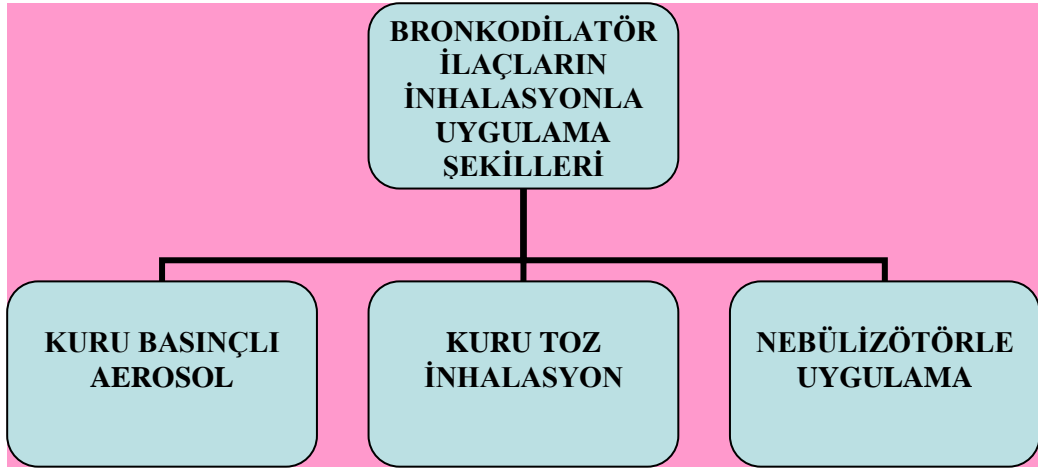 BRONKODİLATÖR
İLAÇLARIN
İNHALASYONLA
UYGULAMA
ŞEKİLLERİ
KURU BASINÇLI
AEROSOL
KURU TOZ
İNHALASYON
NEBÜLİZÖTÖRLE
UYGULAMA